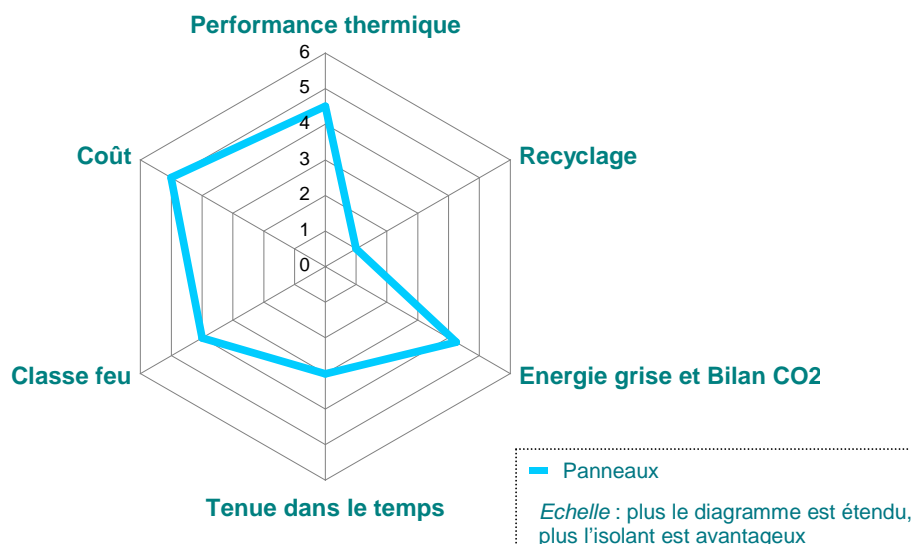 Performance thermique
6
5
4
3
2
1
0
Coût
Recyclage
Classe feu
Energie grise et Bilan CO2
Tenue dans le temps
Panneaux
Echelle : plus le diagramme est étendu,
plus l'isolant est avantageux